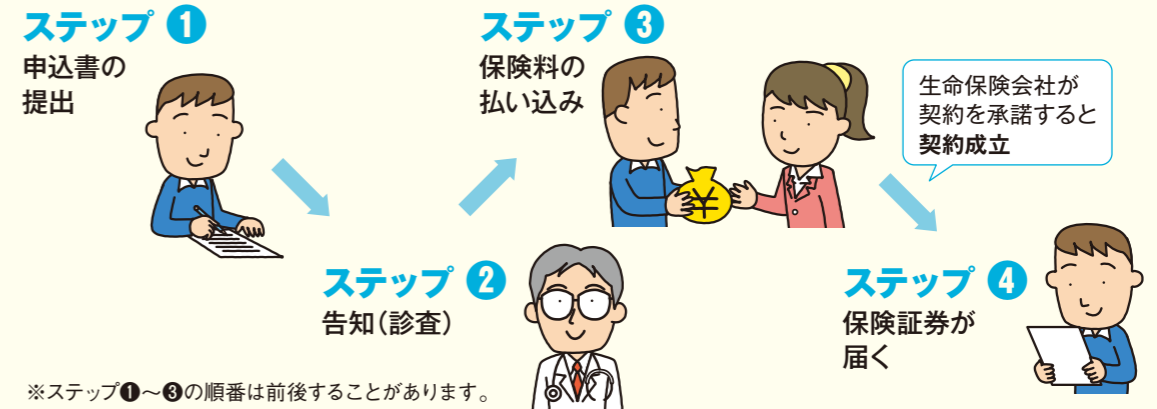 ステップ ❶
申込書の
提出
ステップ ❷
告知（診査）
ステップ ❸
保険料の
払い込み
¥
生命保険会社が
契約を承諾すると
契約成立
ステップ ❹
保険証券が
届く
※ステップ❶～❸の順番は前後することがあります。